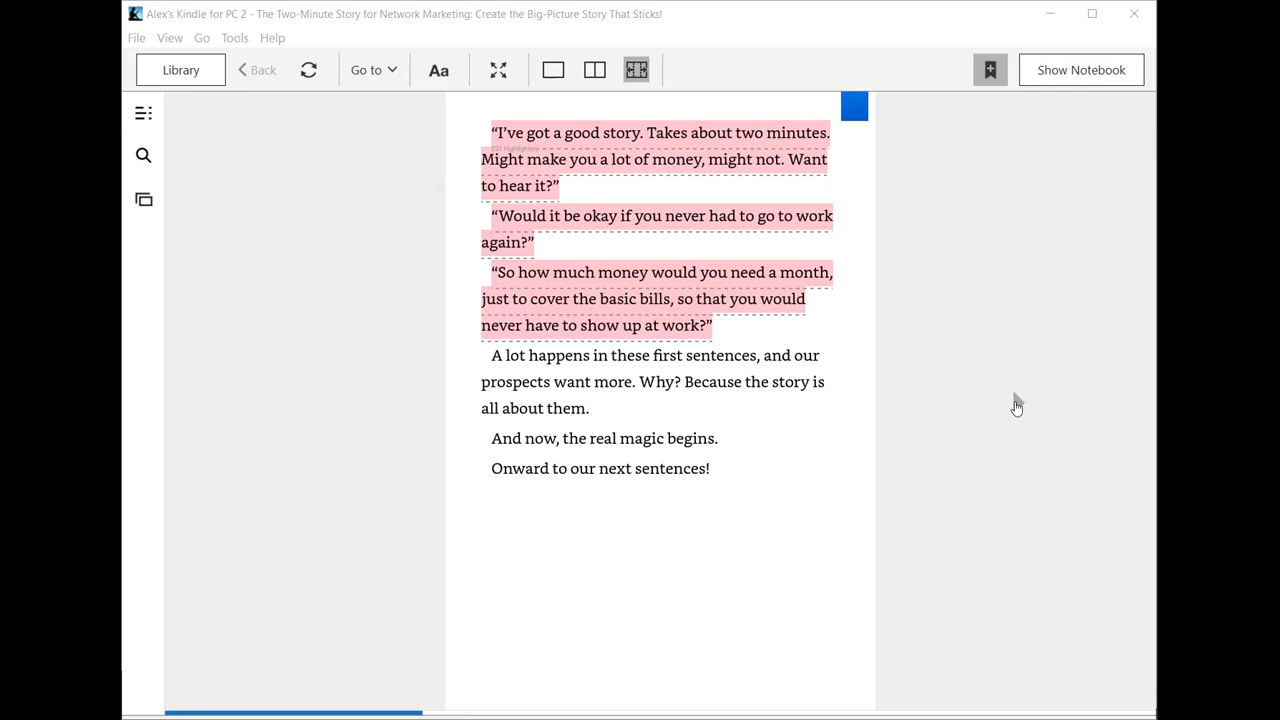 Alex's Kindle for PC 2 - The Two-Minute Story for Network Marketing: Create the Big-Picture Story That Sticks!
File View Go Tools Help
Library Back Go to Aa Show Notebook
“I’ve got a good story. Takes about two minutes.
231 Highlighters
Might make you a lot of money, might not. Want
to hear it?”
“Would it be okay if you never had to go to work
again?”
“So how much money would you need a month,
just to cover the basic bills, so that you would
never have to show up at work?”
A lot happens in these first sentences, and our
prospects want more. Why? Because the story is
all about them.
And now, the real magic begins.
Onward to our next sentences!